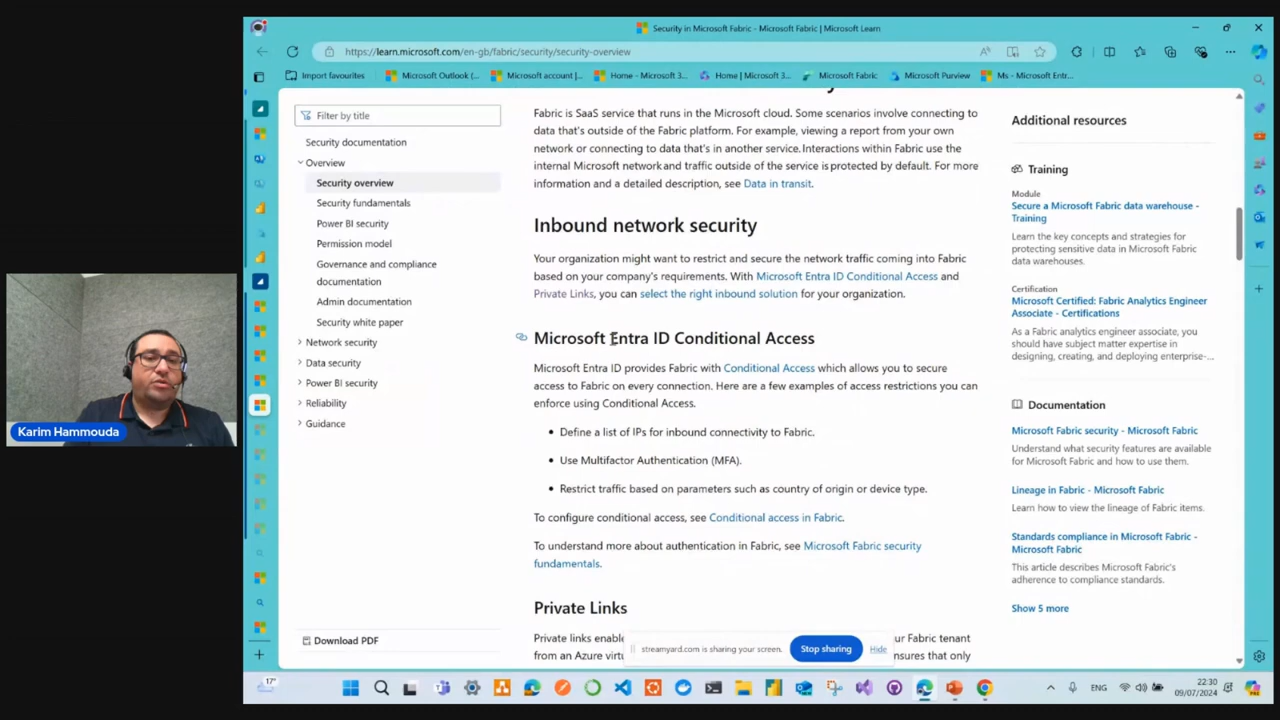 Security in Microsoft Fabric - Microsoft Fabric | Microsoft Learn
https://learn.microsoft.com/en-gb/fabric/security/security-overview
Import favourites
Microsoft Outlook (...
Microsoft account |...
Home - Microsoft 3...
Home | Microsoft 3...
Microsoft Fabric
Microsoft Purview
Ms - Microsoft Entr...
Filter by title
Security documentation
Overview
Security overview
Security fundamentals
Power BI security
Permission model
Governance and compliance
documentation
Admin documentation
Security white paper
Network security
Data security
Power BI security
Reliability
Guidance
Download PDF
Fabric is SaaS service that runs in the Microsoft cloud. Some scenarios involve connecting to
data that's outside of the Fabric platform. For example, viewing a report from your own
network or connecting to data that's in another service. Interactions within Fabric use the
internal Microsoft network and traffic outside of the service is protected by default. For more
information and a detailed description, see Data in transit.
Inbound network security
Your organization might want to restrict and secure the network traffic coming into Fabric
based on your company's requirements. With Microsoft Entra ID Conditional Access and
Private Links, you can select the right inbound solution for your organization.
Microsoft Entra ID Conditional Access
Microsoft Entra ID provides Fabric with Conditional Access which allows you to secure
access to Fabric on every connection. Here are a few examples of access restrictions you can
enforce using Conditional Access.
• Define a list of IPs for inbound connectivity to Fabric.
• Use Multifactor Authentication (MFA).
• Restrict traffic based on parameters such as country of origin or device type.
To configure conditional access, see Conditional access in Fabric.
To understand more about authentication in Fabric, see Microsoft Fabric security
fundamentals.
Private Links
Private links enable
ur Fabric tenant
from an Azure virtu
nsures that only
streamyard.com is sharing your screen.
Stop sharing
Hide
Additional resources
Training
Module
Secure a Microsoft Fabric data warehouse -
Training
Learn the key concepts and strategies for
protecting sensitive data in Microsoft Fabric
data warehouses.
Certification
Microsoft Certified: Fabric Analytics Engineer
Associate - Certifications
As a Fabric analytics engineer associate, you
should have subject matter expertise in
designing, creating, and deploying enterprise-...
Documentation
Microsoft Fabric security - Microsoft Fabric
Understand what security features are available
for Microsoft Fabric and how to use them.
Lineage in Fabric - Microsoft Fabric
Learn how to view the lineage of Fabric items.
Standards compliance in Microsoft Fabric -
Microsoft Fabric
This article describes Microsoft Fabric's
adherence to compliance standards.
Show 5 more
Karim Hammouda
17°
ENG
22:30
09/07/2024